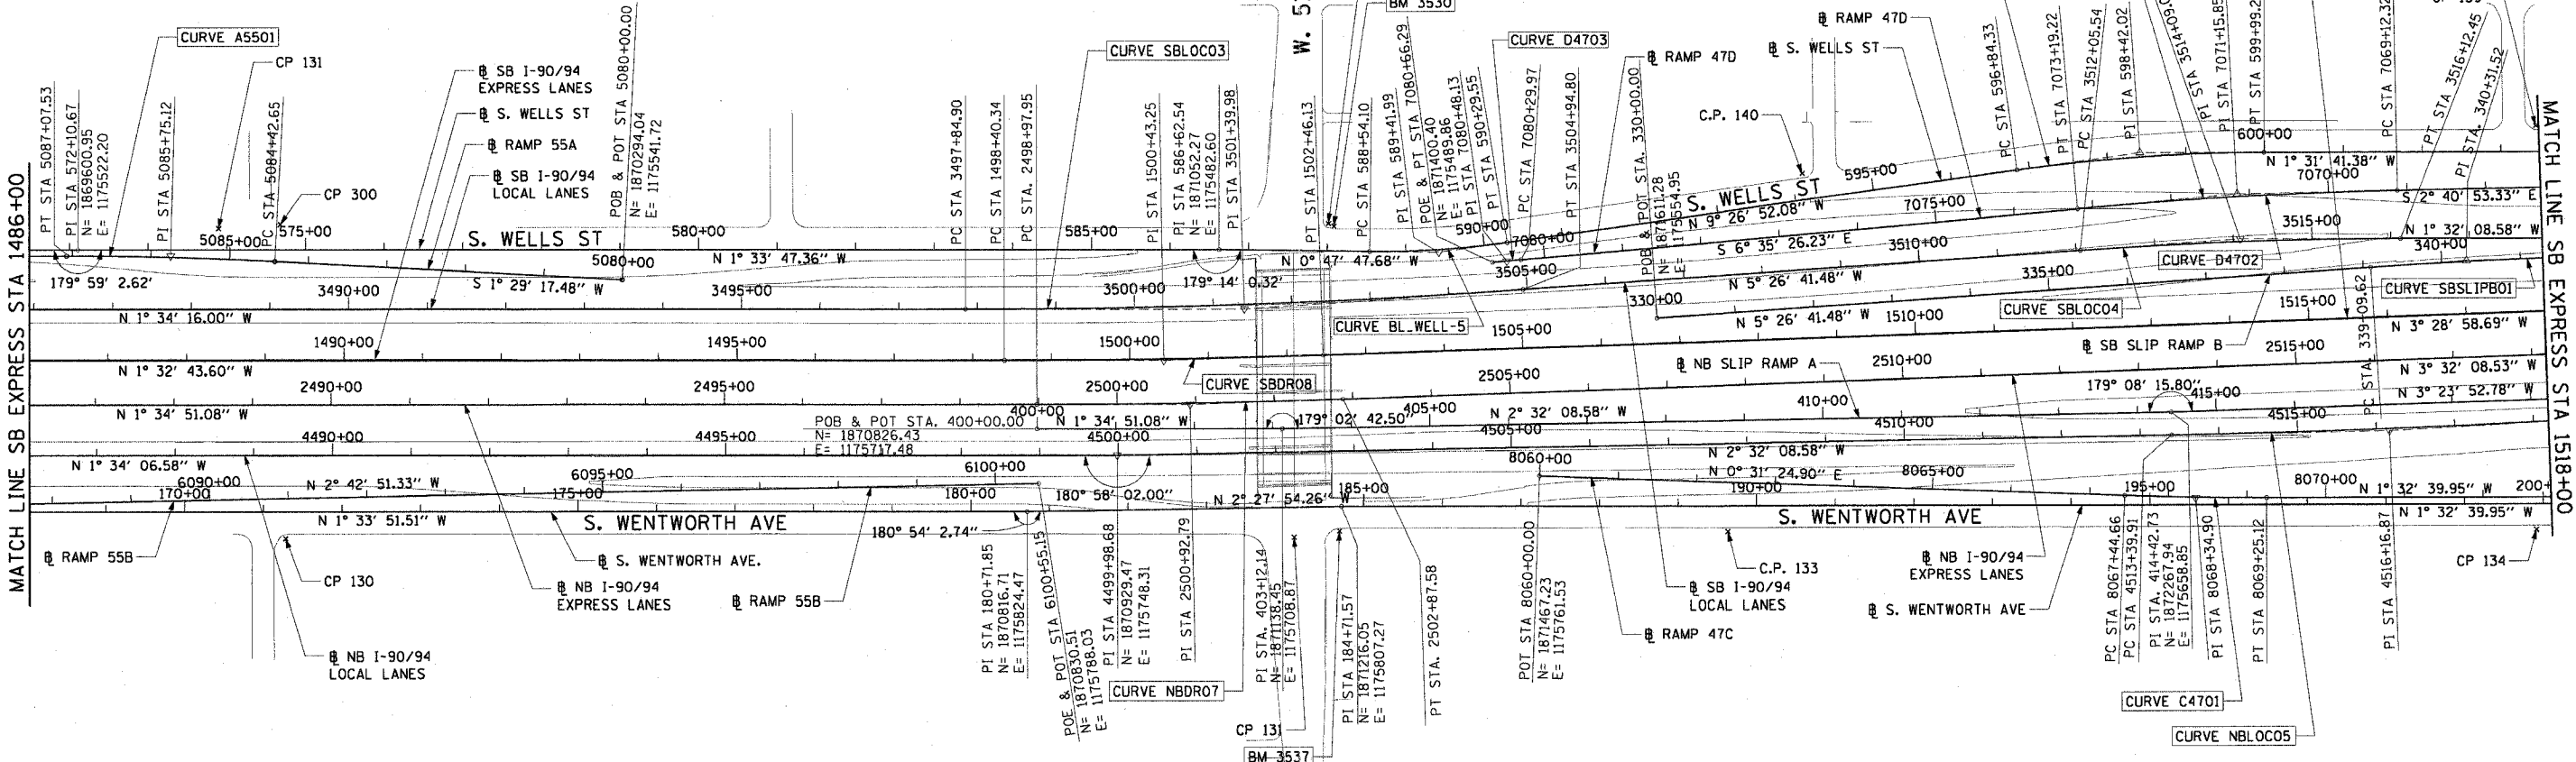 MATCH LINE SB EXPRESS STA 1486+00
PT STA 5087+07.53
PI STA 572+10.67
N= 1869600.95
E= 1175522.20
CURVE A5501
PI STA 5085+75.12
CP 131
PC STA 5084+42.65
CP 300
℄ SB I-90/94
EXPRESS LANES
℄ S. WELLS ST
℄ RAMP 55A
℄ SB I-90/94
LOCAL LANES
POB & POT STA 5080+00.00
N= 1870294.04
E= 1175541.72
CURVE SBLOC03
PC STA 3497+84.90
PC STA 1498+40.34
PC STA. 2498+97.95
PI STA 1500+43.25
PI STA 586+62.54
N= 1871052.27
E= 1175482.60
PI STA 3501+39.98
W. 5
BM 3530
PT STA 1502+46.13
PC STA 588+54.10
PI STA 589+41.99
POE & PT STA 7080+66.29
N= 1871400.40
E= 1175489.86
PI STA 7080+48.13
PT STA 590+29.55
CURVE D4703
PC STA 7080+29.97
PT STA 3504+94.80
℄ RAMP 47D
POB & POT STA. 330+00.00
N= 1871611.28
E= 1175554.95
C.P. 140
℄ RAMP 47D
℄ S. WELLS ST
PC STA 596+84.33
PT STA 7073+19.22
PC STA 3512+05.54
PI STA 598+42.02
PI STA 3514+09.0
PI STA 7071+15.85
PT STA 599+99.2
PC STA 7069+12.32
PT STA 3516+12.45
PI STA. 340+31.52
MATCH LINE SB EXPRESS STA 1518+00
5085+00
575+00
S. WELLS ST
5080+00
580+00
N 1° 33' 47.36" W
585+00
N 0° 47' 47.68" W
590+00
7080+00
S. WELLS ST
N 9° 26' 52.08" W
595+00
7075+00
600+00
N 1° 31' 41.38" W
7070+00
179° 59' 2.62'
S 1° 29' 17.48" W
3490+00
3495+00
3500+00
179° 14' 0.32'
3505+00
S 6° 35' 26.23" E
3510+00
S 2° 40' 53.33" E
3515+00
N 1° 32' 08.58" W
340+00
CURVE D4702
CURVE SBSLIPB01
N 5° 26' 41.48" W
335+00
330+00
N 5° 26' 41.48" W
CURVE SBLOC04
N 1° 34' 16.00" W
CURVE BL_WELL-5
1490+00
1495+00
1500+00
1505+00
1510+00
1515+00
N 3° 28' 58.69" W
N 1° 32' 43.60" W
CURVE SBDR08
℄ NB SLIP RAMP A
℄ SB SLIP RAMP B
PC STA. 339+09.62
2490+00
2495+00
2500+00
2505+00
2510+00
2515+00
N 3° 32' 08.53" W
N 1° 34' 51.08" W
179° 08' 15.80"
415+00
N 3° 23' 52.78" W
POB & POT STA. 400+00.00
N= 1870826.43
E= 1175717.48
400+00
N 1° 34' 51.08" W
179° 02' 42.50"
405+00
N 2° 32' 08.58" W
410+00
4490+00
4495+00
4500+00
4505+00
4510+00
4515+00
N 1° 34' 06.58" W
N 2° 32' 08.58" W
6090+00
N 2° 42' 51.33" W
6095+00
6100+00
180° 58' 02.00"
N 2° 27' 54.26" W
8060+00
N 0° 31' 24.90" E
8065+00
8070+00
N 1° 32' 39.95" W
170+00
175+00
180+00
185+00
190+00
195+00
200+
N 1° 33' 51.51" W
S. WENTWORTH AVE
180° 54' 2.74"
S. WENTWORTH AVE
N 1° 32' 39.95" W
℄ RAMP 55B
CP 130
℄ S. WENTWORTH AVE.
℄ NB I-90/94
EXPRESS LANES
℄ RAMP 55B
℄ NB I-90/94
LOCAL LANES
PI STA 180+71.85
N= 1870816.71
E= 1175824.47
POE & POT STA 6100+55.15
N= 1870830.51
E= 1175788.03
PI STA 4499+98.68
N= 1870929.47
E= 1175748.31
PI STA 2500+92.79
CURVE NBDR07
PI STA. 403+12.14
N= 1871138.45
E= 1175708.87
CP 131
BM 3537
PI STA 184+71.57
N= 1871216.05
E= 1175807.27
PT STA. 2502+87.58
POT STA 8060+00.00
N= 1871467.23
E= 1175761.53
℄ RAMP 47C
℄ SB I-90/94
LOCAL LANES
C.P. 133
℄ NB I-90/94
EXPRESS LANES
℄ S. WENTWORTH AVE
PC STA 8067+44.66
PC STA 4513+39.91
PI STA. 414+42.73
N= 1872267.94
E= 1175658.85
PI STA 8068+34.90
PT STA 8069+25.12
CURVE C4701
CURVE NBLOC05
PI STA 4516+16.87
CP 134